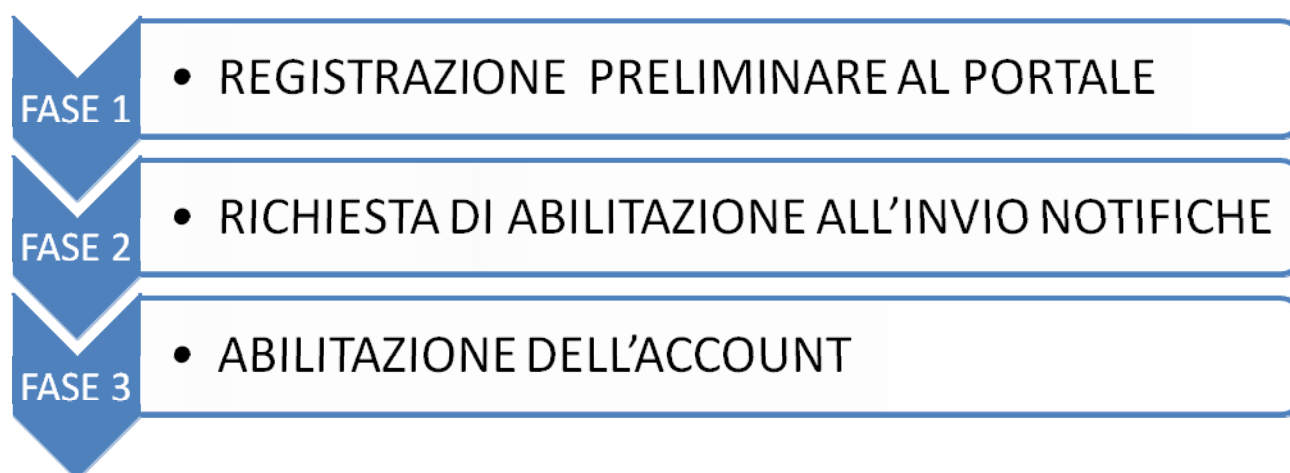 FASE 1
• REGISTRAZIONE PRELIMINARE AL PORTALE
FASE 2
• RICHIESTA DI ABILITAZIONE ALL’INVIO NOTIFICHE
FASE 3
• ABILITAZIONE DELL’ACCOUNT